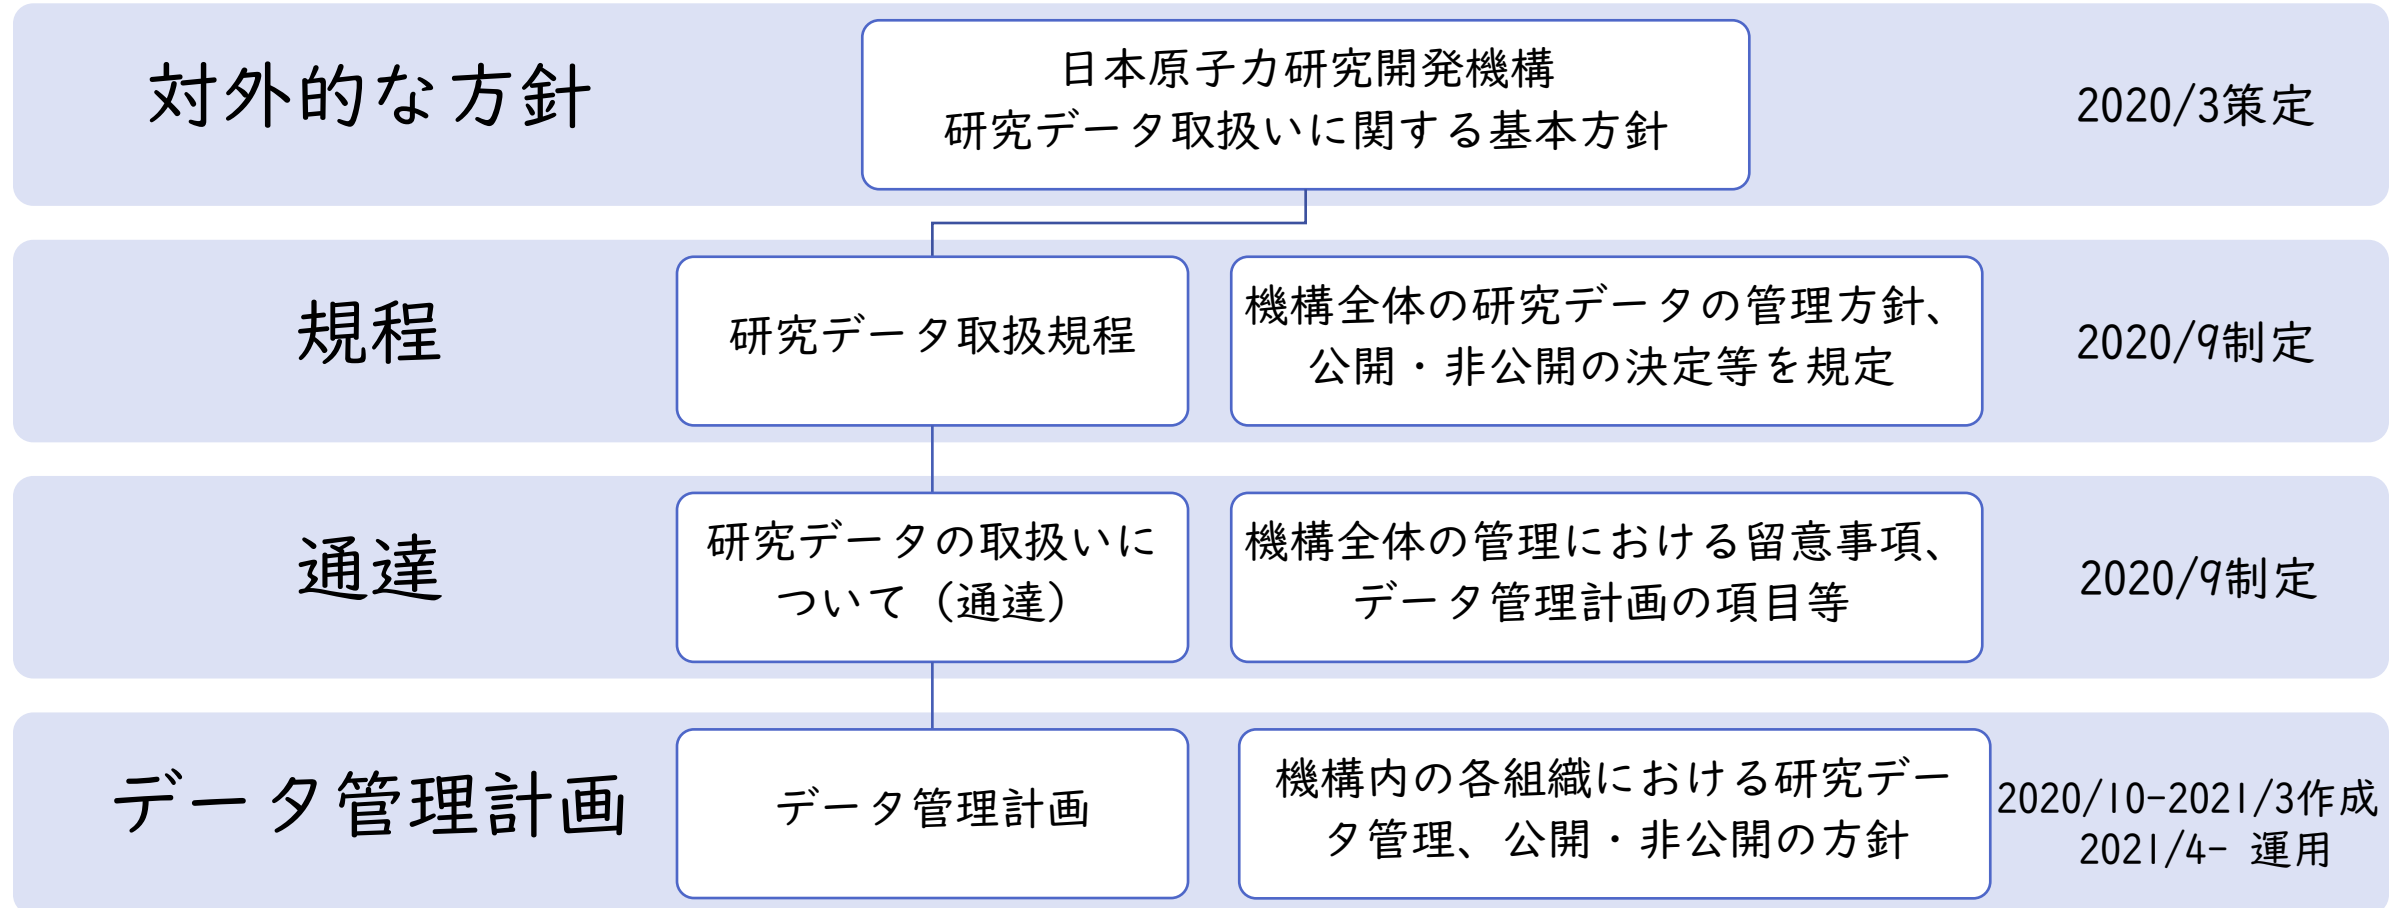 対外的な方針
日本原子力研究開発機構
研究データ取扱いに関する基本方針
2020/3策定
規程
研究データ取扱規程
機構全体の研究データの管理方針、
公開・非公開の決定等を規定
2020/9制定
通達
研究データの取扱いに
ついて（通達）
機構全体の管理における留意事項、
データ管理計画の項目等
2020/9制定
データ管理計画
データ管理計画
機構内の各組織における研究デー
タ管理、公開・非公開の方針
2020/10-2021/3作成
2021/4- 運用